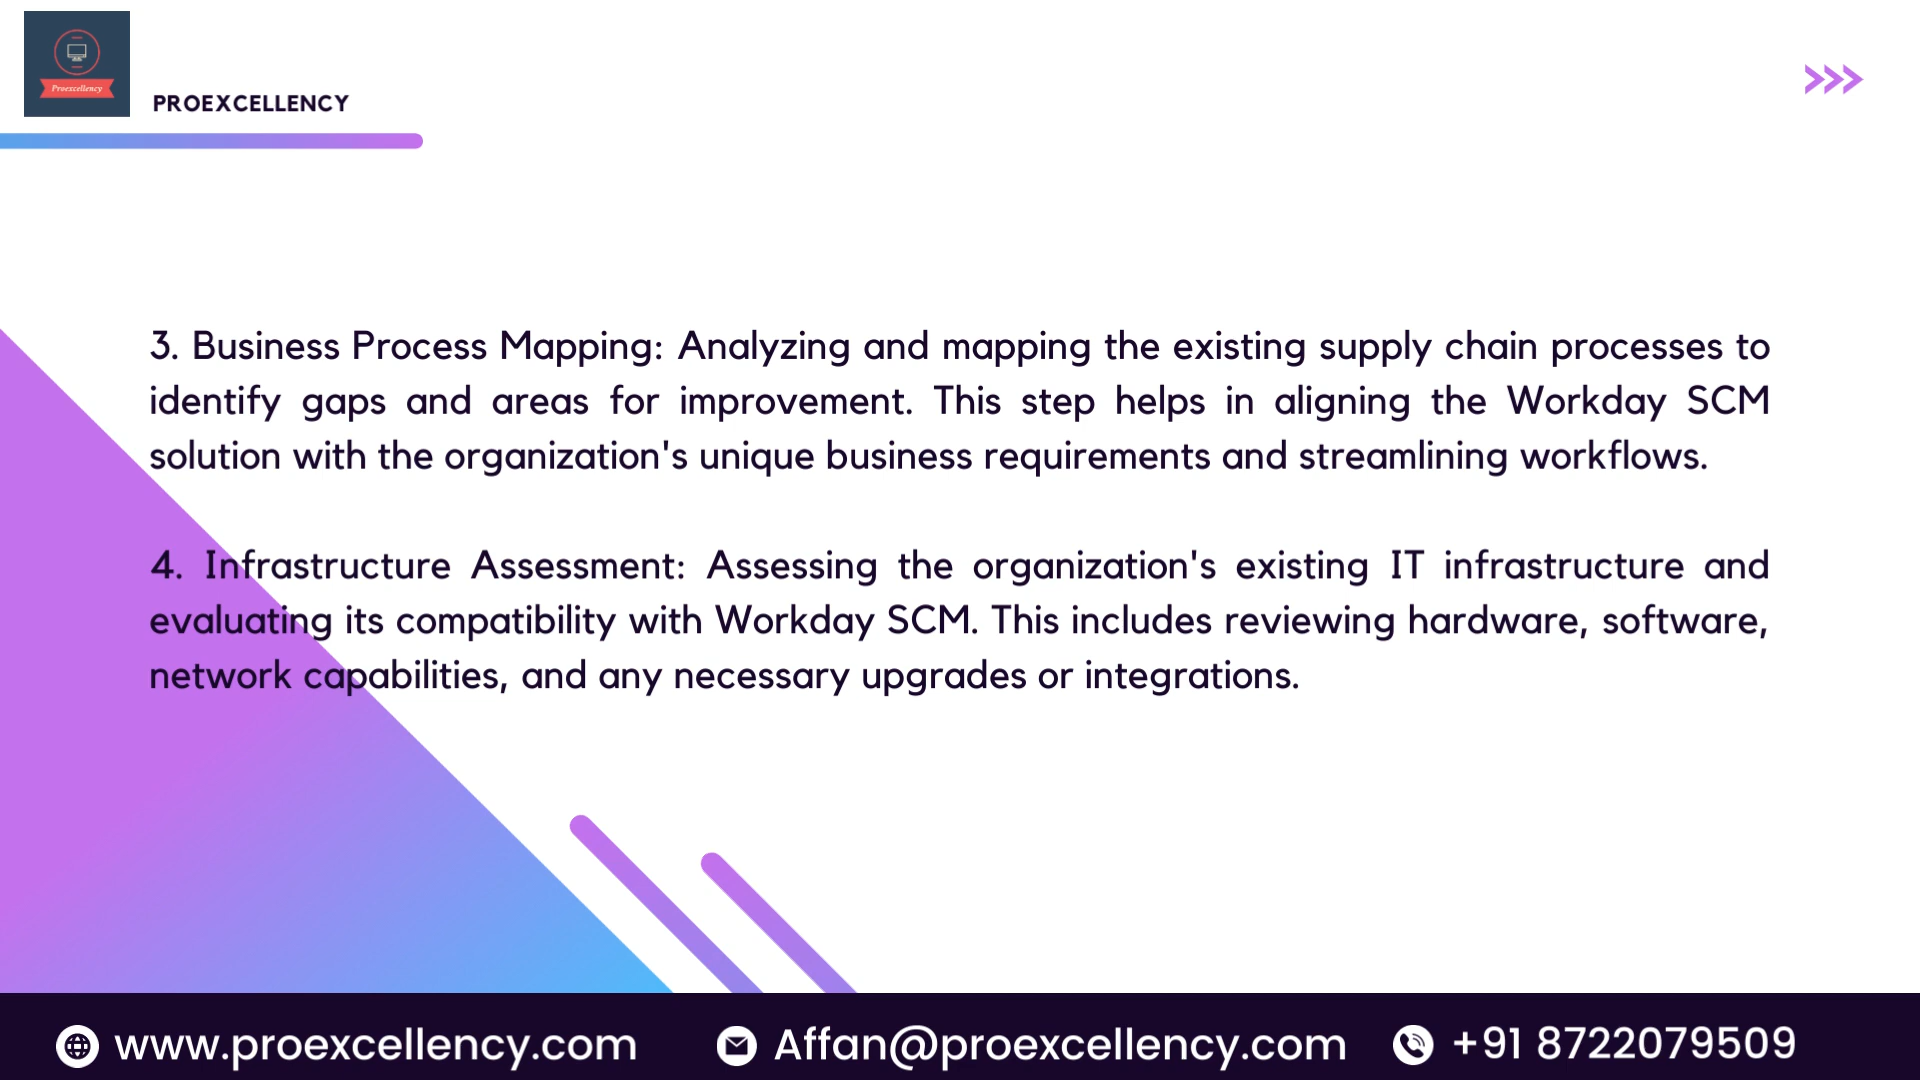 Proexcellency
PROEXCELLENCY
3. Business Process Mapping: Analyzing and mapping the existing supply chain processes to
identify gaps and areas for improvement. This step helps in aligning the Workday SCM
solution with the organization's unique business requirements and streamlining workflows.
4. Infrastructure Assessment: Assessing the organization's existing IT infrastructure and
evaluating its compatibility with Workday SCM. This includes reviewing hardware, software,
network capabilities, and any necessary upgrades or integrations.
www.proexcellency.com
Affan@proexcellency.com
+91 8722079509